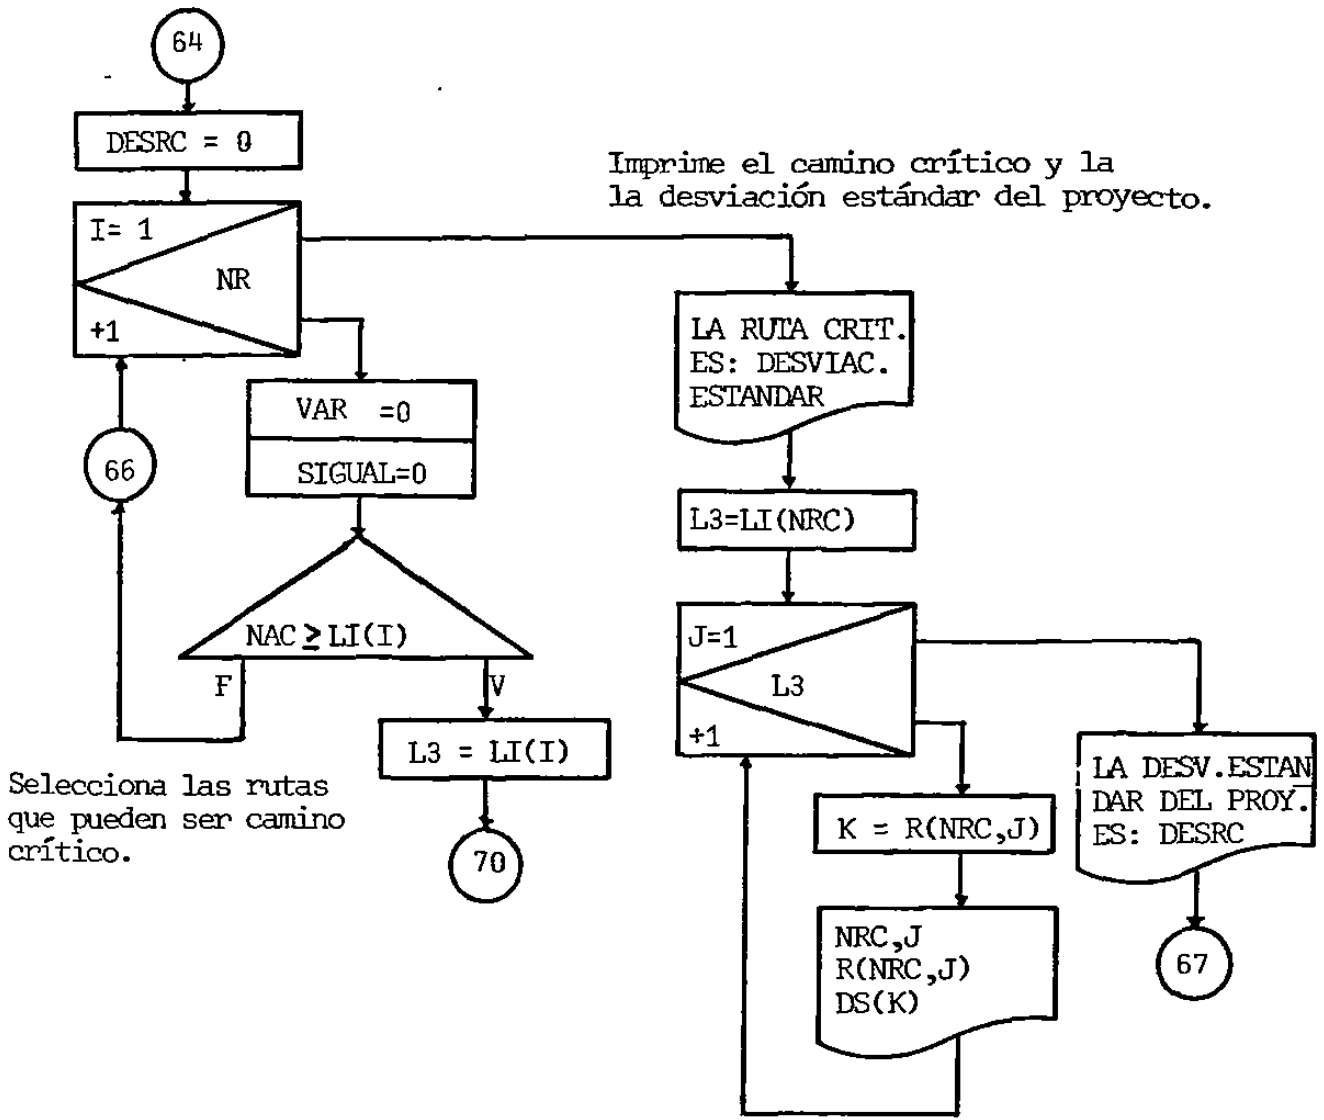 64
DESRC = 0
Imprime el camino crítico y la
la desviación estándar del proyecto.
I= 1
NR
+1
LA RUTA CRIT.
ES: DESVIAC.
ESTANDAR
VAR =0
SIGUAL=0
66
L3=LI(NRC)
NAC ≥ LI(I)
F
V
J=1
L3
+1
L3 = LI(I)
Selecciona las rutas
que pueden ser camino
crítico.
70
K = R(NRC,J)
LA DESV.ESTAN
DAR DEL PROY.
ES: DESRC
NRC,J
R(NRC,J)
DS(K)
67